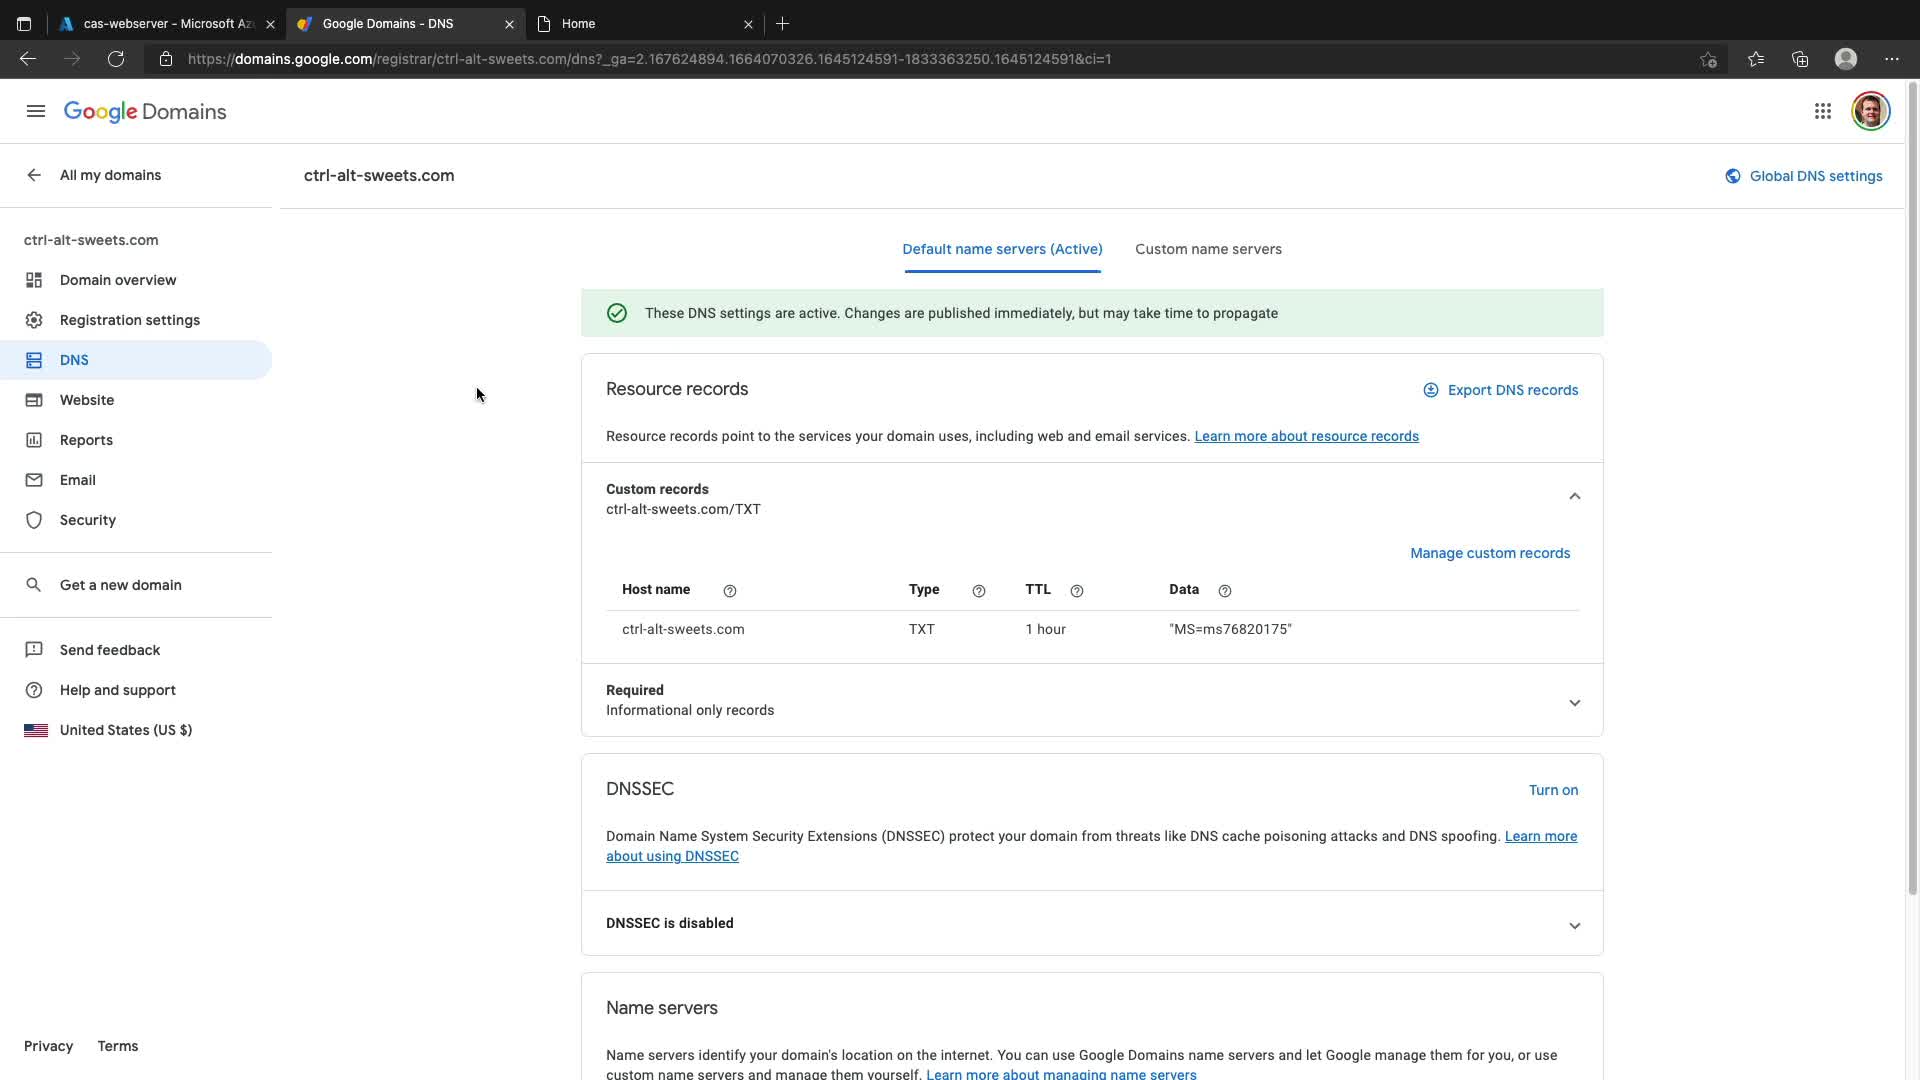 cas-webserver - Microsoft Az
Google Domains - DNS
Home
https://domains.google.com/registrar/ctrl-alt-sweets.com/dns?_ga=2.167624894.1664070326.1645124591-1833363250.1645124591&ci=1
Google Domains
All my domains
ctrl-alt-sweets.com
Global DNS settings
ctrl-alt-sweets.com
Domain overview
Registration settings
DNS
Website
Reports
Email
Security
Get a new domain
Send feedback
Help and support
United States (US $)
Privacy Terms
Default name servers (Active)
Custom name servers
These DNS settings are active. Changes are published immediately, but may take time to propagate
Resource records
Export DNS records
Resource records point to the services your domain uses, including web and email services. Learn more about resource records
Custom records
ctrl-alt-sweets.com/TXT
Manage custom records
Host name Type TTL Data
ctrl-alt-sweets.com TXT 1 hour "MS=ms76820175"
Required
Informational only records
DNSSEC
Turn on
Domain Name System Security Extensions (DNSSEC) protect your domain from threats like DNS cache poisoning attacks and DNS spoofing. Learn more
about using DNSSEC
DNSSEC is disabled
Name servers
Name servers identify your domain's location on the internet. You can use Google Domains name servers and let Google manage them for you, or use
custom name servers and manage them yourself. Learn more about managing name servers